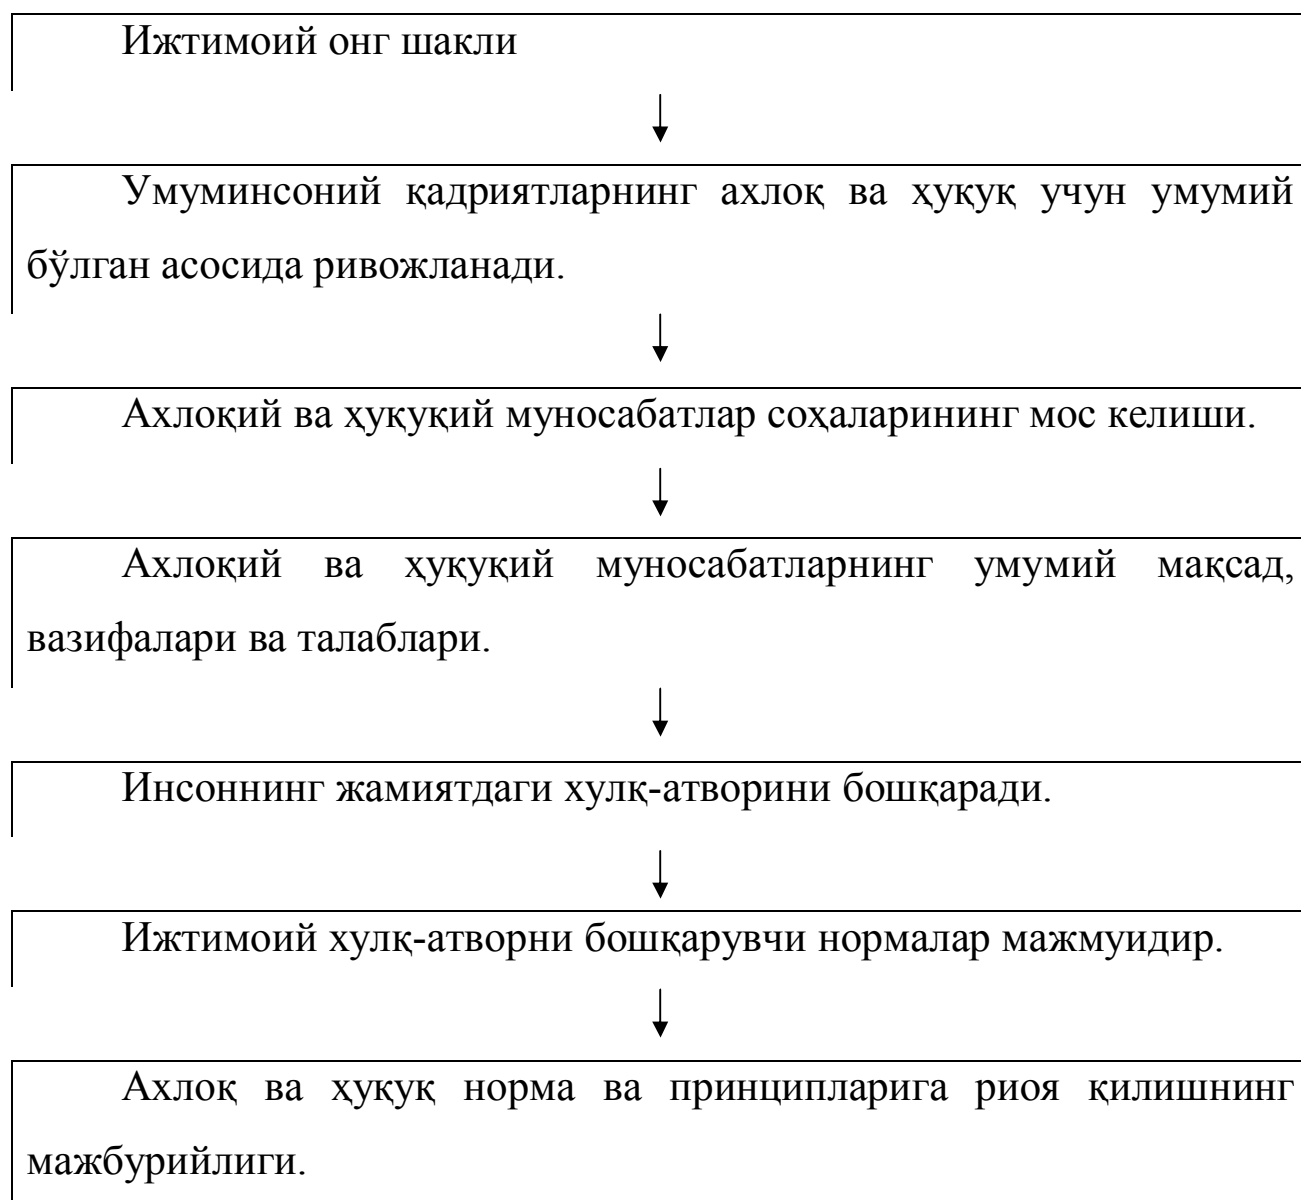 Ижтимоий онг шакли
Умуминсоний қадриятларнинг ахлоқ ва ҳуқуқ учун умумий
бўлган асосида ривожланади.
Ахлоқий ва ҳуқуқий муносабатлар соҳаларининг мос келиши.
Ахлоқий ва ҳуқуқий муносабатларнинг умумий мақсад,
вазифалари ва талаблари.
Инсоннинг жамиятдаги хулқ-атворини бошқаради.
Ижтимоий хулқ-атворни бошқарувчи нормалар мажмуидир.
Ахлоқ ва ҳуқуқ норма ва принципларига риоя қилишнинг
мажбурийлиги.